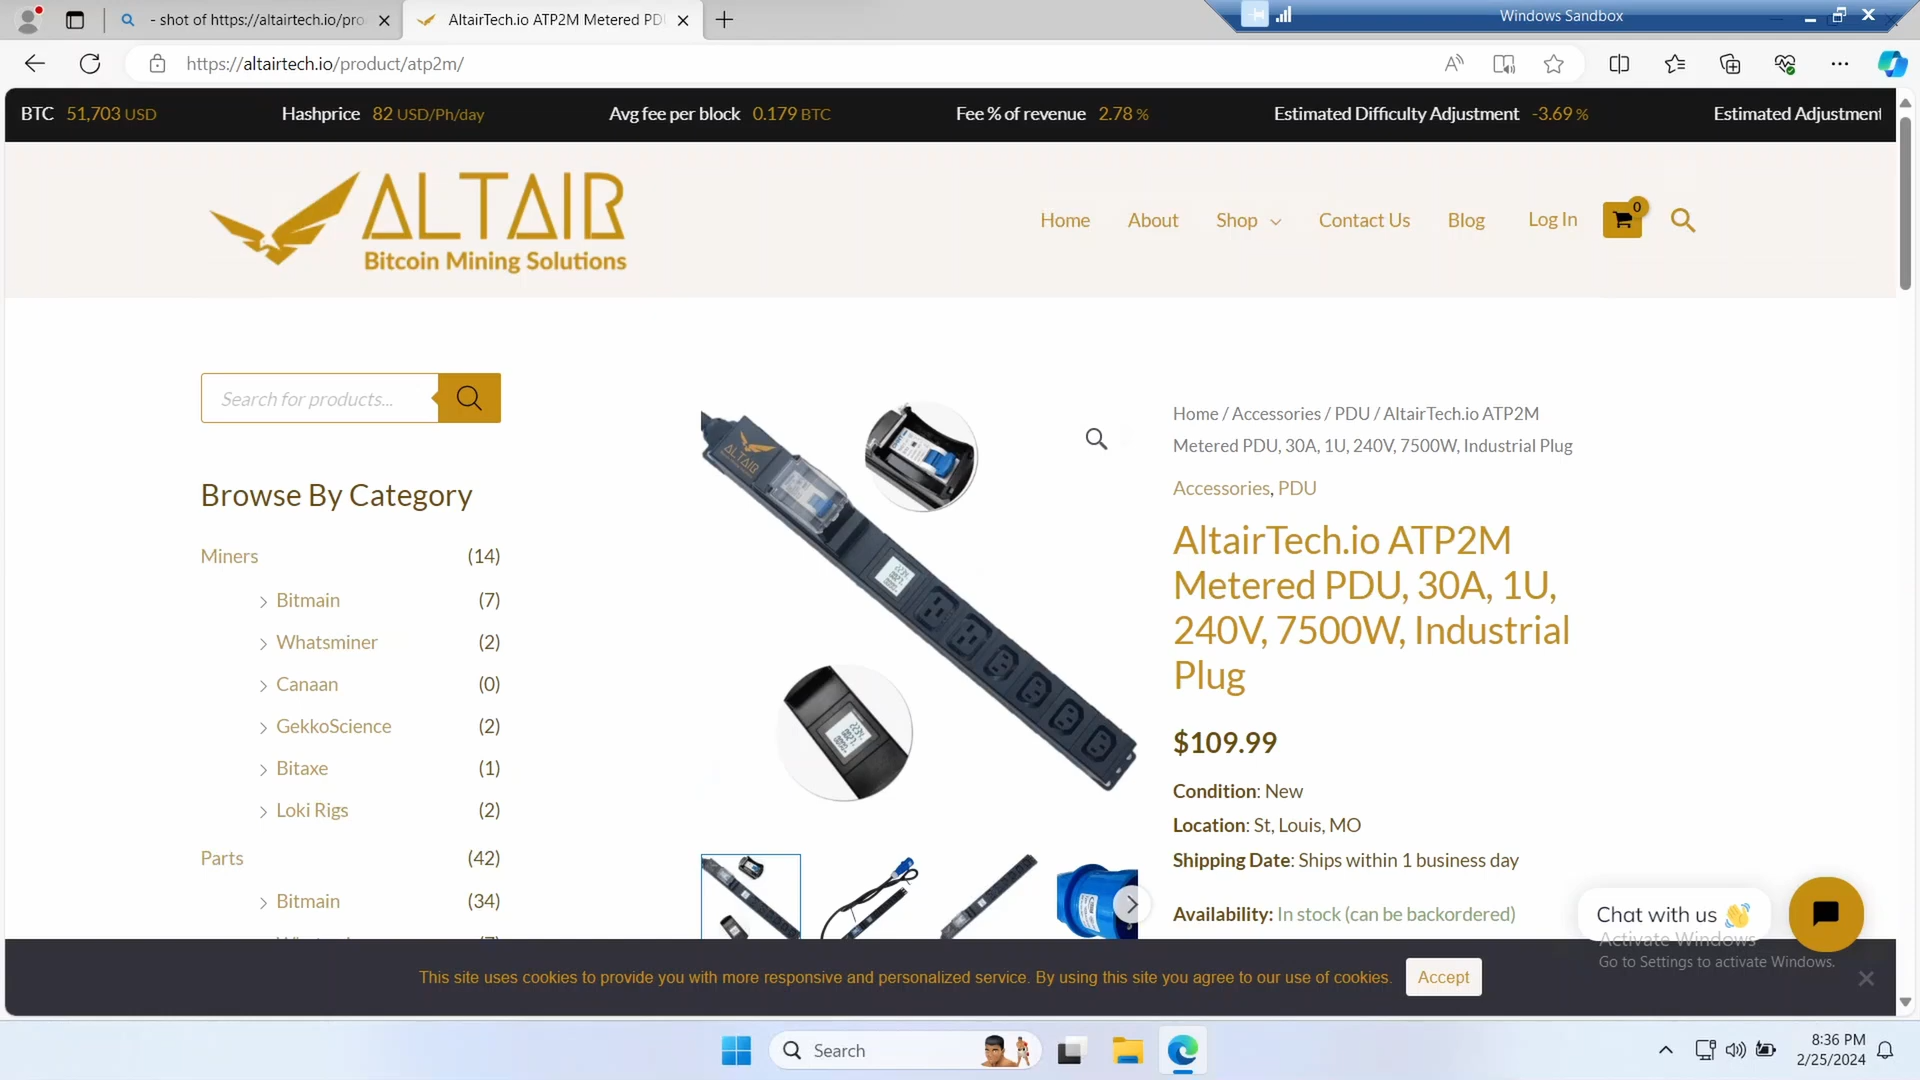 - shot of https://altairtech.io/pro
AltairTech.io ATP2M Metered PD
Windows Sandbox
https://altairtech.io/product/atp2m/
BTC 51,703 USD
Hashprice 82 USD/Ph/day
Avg fee per block 0.179 BTC
Fee % of revenue 2.78 %
Estimated Difficulty Adjustment -3.69 %
Estimated Adjustment
ALTAIR
Bitcoin Mining Solutions
Home
About
Shop
Contact Us
Blog
Log In
0
Search for products...
Browse By Category
Miners (14)
Bitmain (7)
Whatsminer (2)
Canaan (0)
GekkoScience (2)
Bitaxe (1)
Loki Rigs (2)
Parts (42)
Bitmain (34)
ALTAIR
Home / Accessories / PDU / AltairTech.io ATP2M
Metered PDU, 30A, 1U, 240V, 7500W, Industrial Plug
Accessories, PDU
AltairTech.io ATP2M
Metered PDU, 30A, 1U,
240V, 7500W, Industrial
Plug
$109.99
Condition: New
Location: St, Louis, MO
Shipping Date: Ships within 1 business day
Availability: In stock (can be backordered)
Chat with us 👋
Activate Windows
Go to Settings to activate Windows.
This site uses cookies to provide you with more responsive and personalized service. By using this site you agree to our use of cookies.
Accept
Search
8:36 PM
2/25/2024